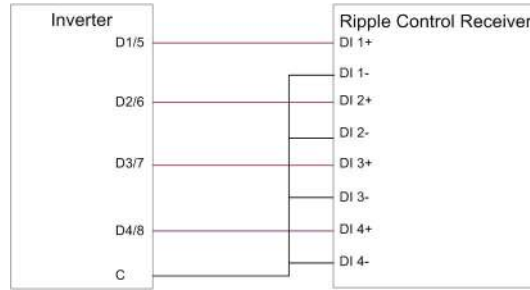 Inverter
Ripple Control Receiver
D1/5
DI 1+
DI 1-
D2/6
DI 2+
DI 2-
D3/7
DI 3+
DI 3-
D4/8
DI 4+
C
DI 4-